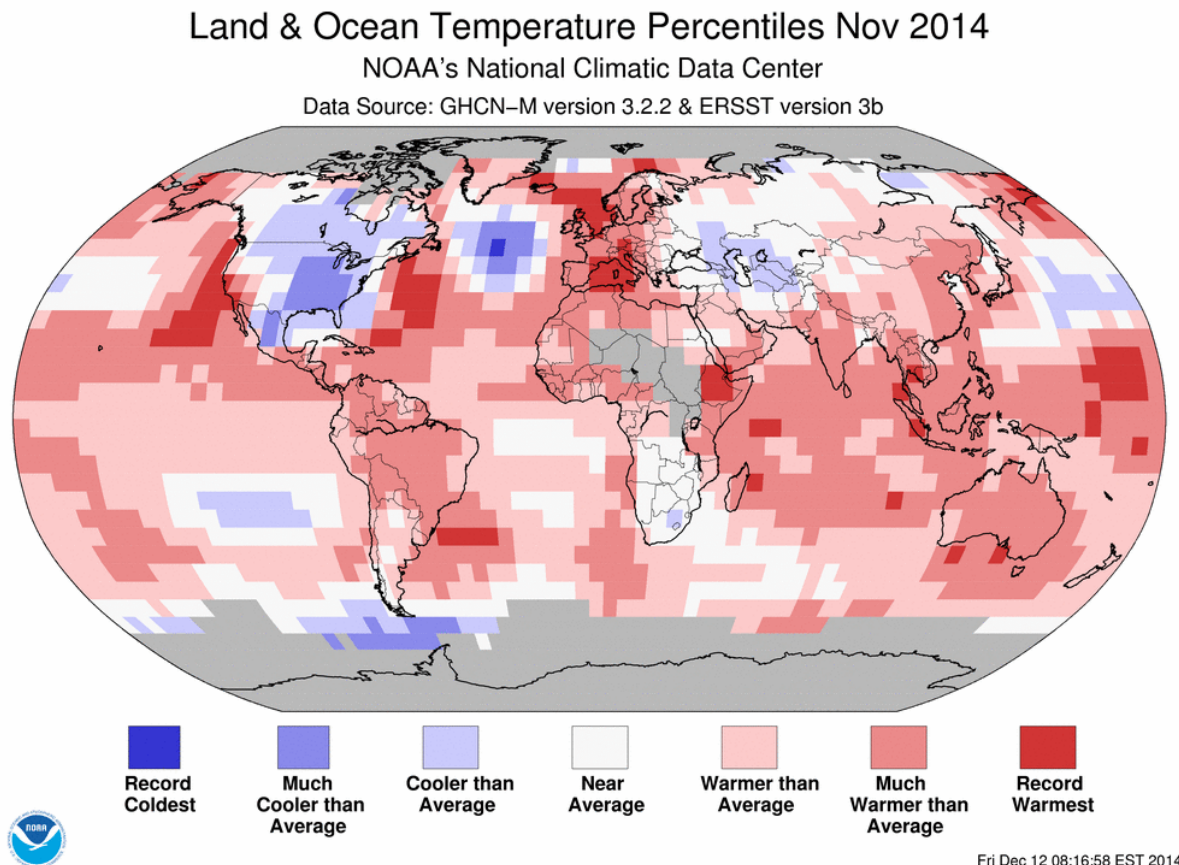 Land & Ocean Temperature Percentiles Nov 2014
NOAA's National Climatic Data Center
Data Source: GHCN–M version 3.2.2 & ERSST version 3b
Record
Coldest
Much
Cooler than
Average
Cooler than
Average
Near
Average
Warmer than
Average
Much
Warmer than
Average
Record
Warmest
NOAA
Fri Dec 12 08:16:58 EST 2014